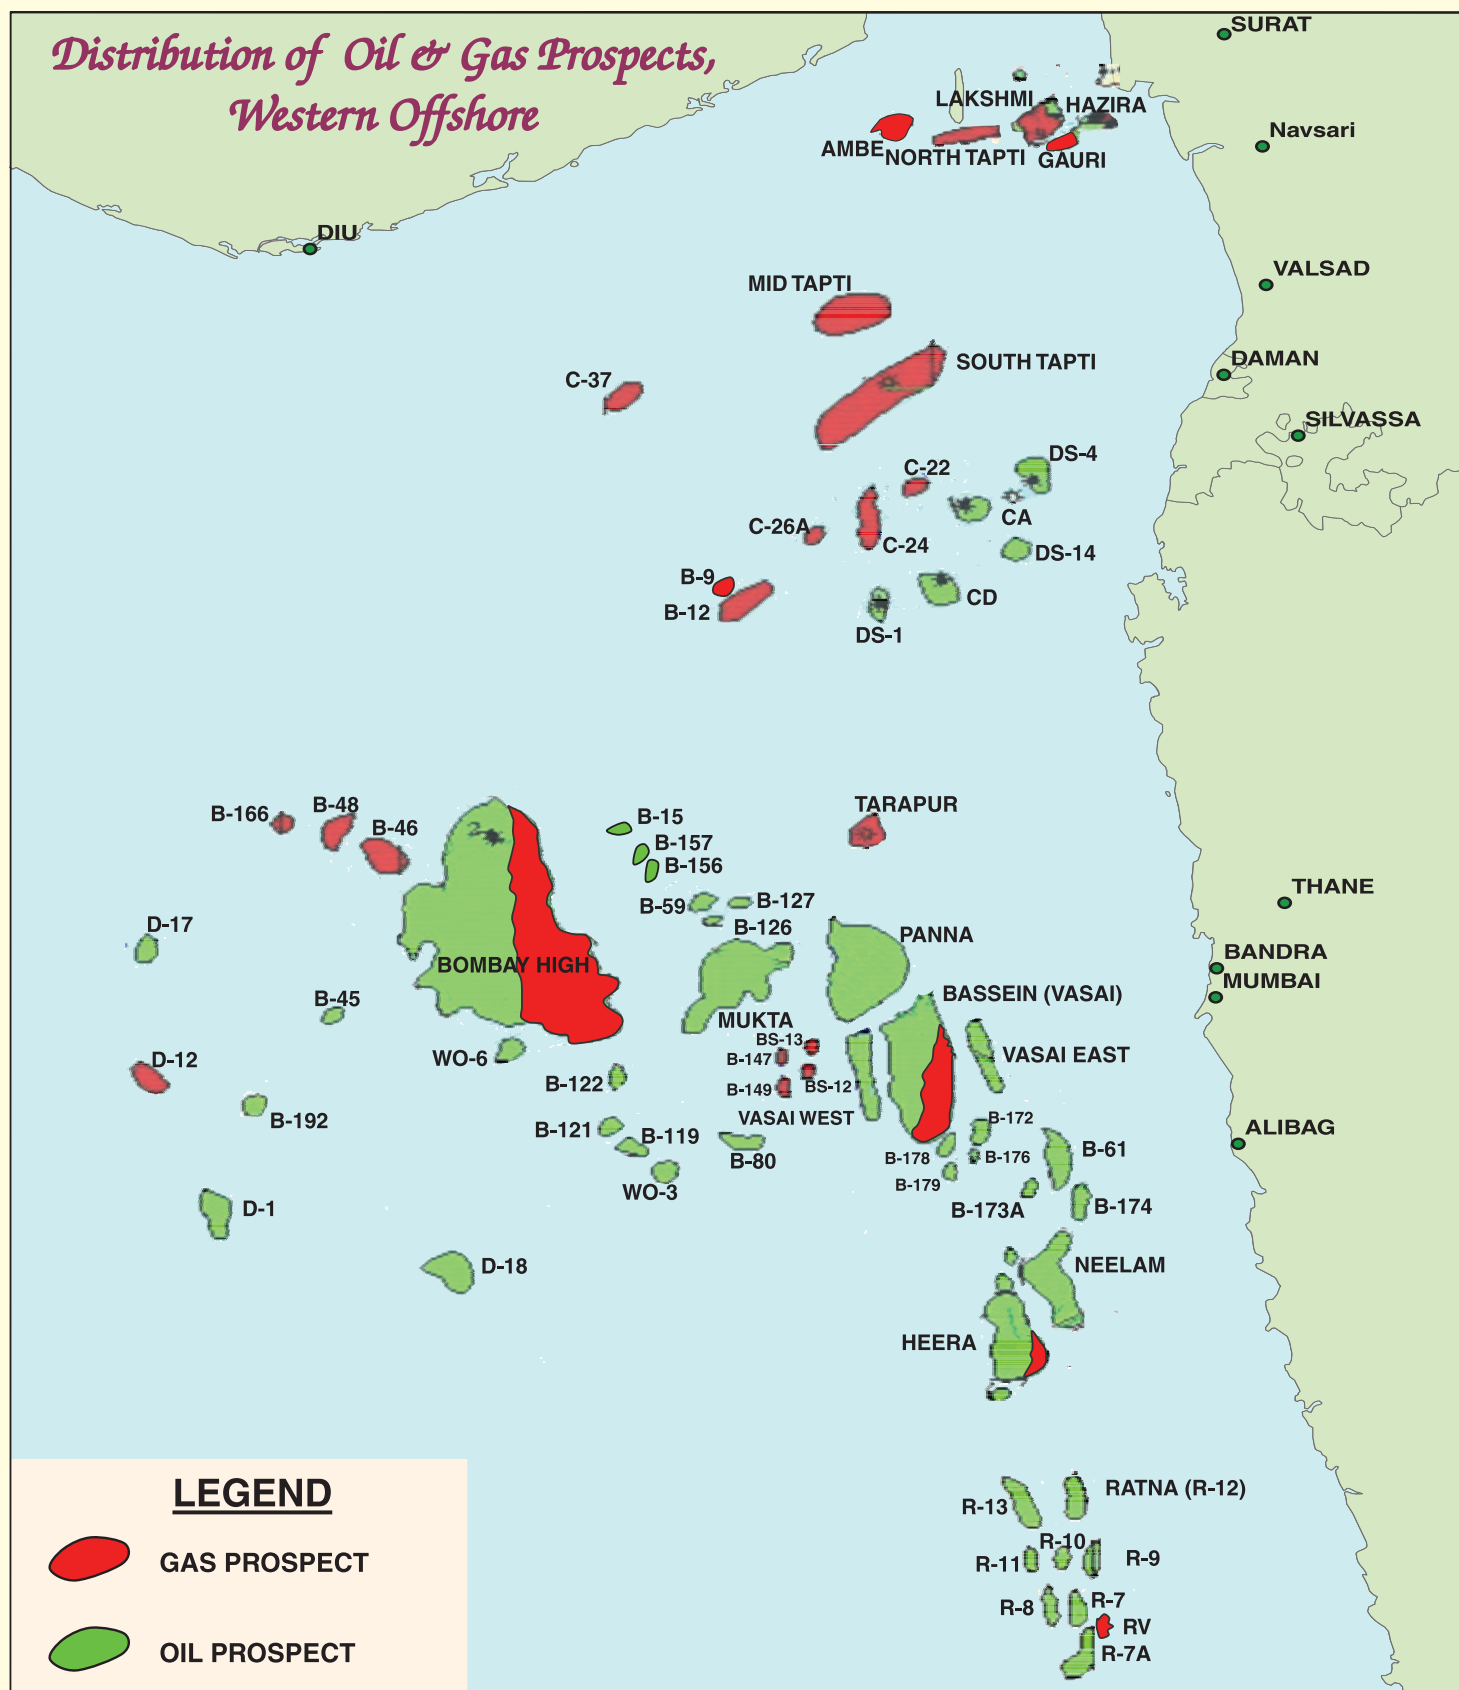 Distribution of Oil & Gas Prospects,
Western Offshore
SURAT
LAKSHMI
HAZIRA
Navsari
AMBE
NORTH TAPTI
GAURI
DIU
VALSAD
MID TAPTI
DAMAN
SOUTH TAPTI
C-37
SILVASSA
DS-4
C-22
CA
C-26A
C-24
DS-14
B-9
B-12
CD
DS-1
B-166
B-48
B-46
B-15
TARAPUR
B-157
B-156
THANE
B-59
B-127
B-126
D-17
PANNA
BANDRA
BOMBAY HIGH
MUMBAI
B-45
BASSEIN (VASAI)
MUKTA
BS-13
WO-6
B-147
VASAI EAST
D-12
B-122
B-149
BS-12
B-192
VASAI WEST
B-172
ALIBAG
B-121
B-119
B-80
B-178
B-176
B-61
B-179
WO-3
B-173A
B-174
D-1
D-18
NEELAM
HEERA
LEGEND
GAS PROSPECT
OIL PROSPECT
RATNA (R-12)
R-13
R-10
R-11
R-9
R-8
R-7
RV
R-7A